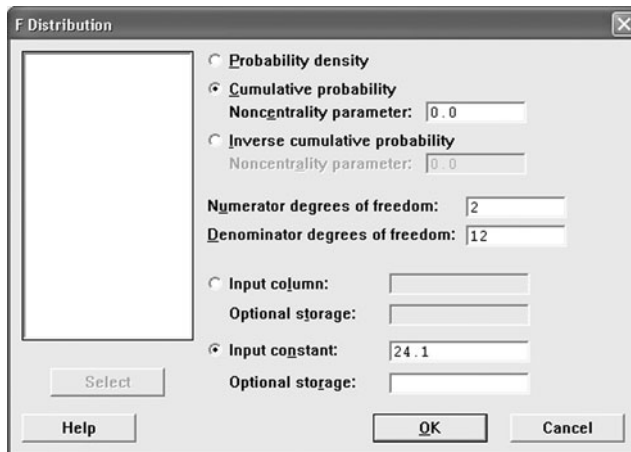 F Distribution
Probability density
Cumulative probability
Noncentrality parameter: 0.0
Inverse cumulative probability
Noncentrality parameter: 0.0
Numerator degrees of freedom: 2
Denominator degrees of freedom: 12
Input column:
Optional storage:
Input constant: 24.1
Optional storage:
Select
Help
OK
Cancel